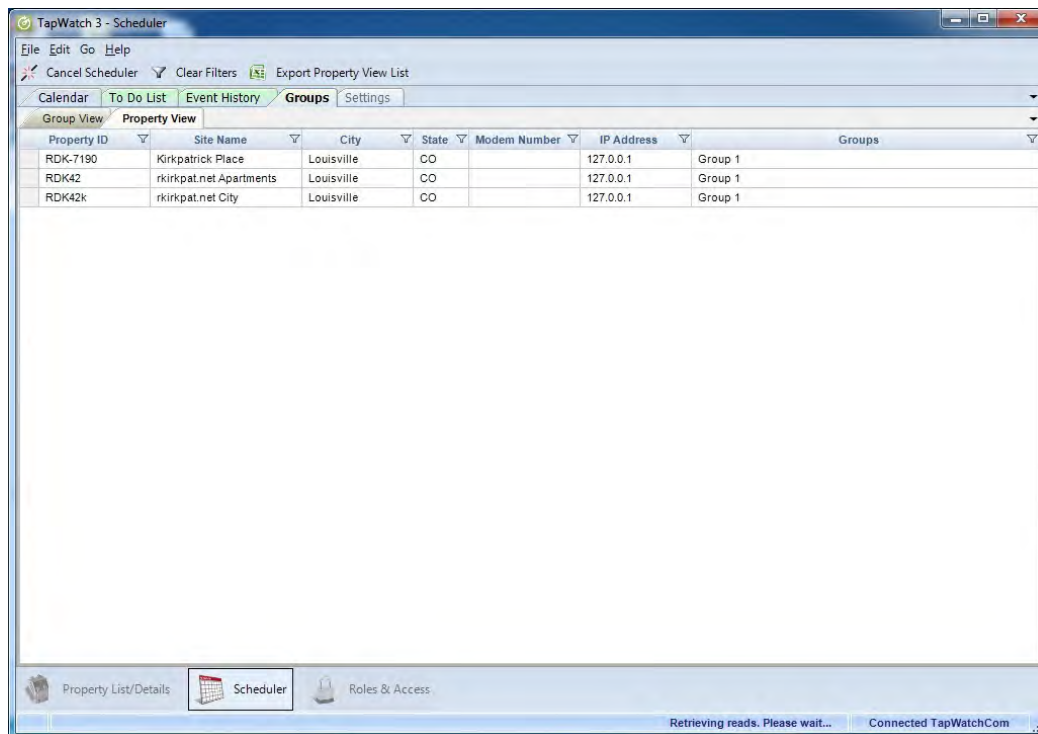 TapWatch 3 - Scheduler
File Edit Go Help
Cancel Scheduler Clear Filters Export Property View List
Calendar To Do List Event History Groups Settings
Group View Property View
Property ID Site Name City State Modem Number IP Address Groups
RDK-7190 Kirkpatrick Place Louisville CO 127.0.0.1 Group 1
RDK42 rkirkpat.net Apartments Louisville CO 127.0.0.1 Group 1
RDK42k rkirkpat.net City Louisville CO 127.0.0.1 Group 1
Property List/Details Scheduler Roles & Access
Retrieving reads. Please wait... Connected TapWatchCom